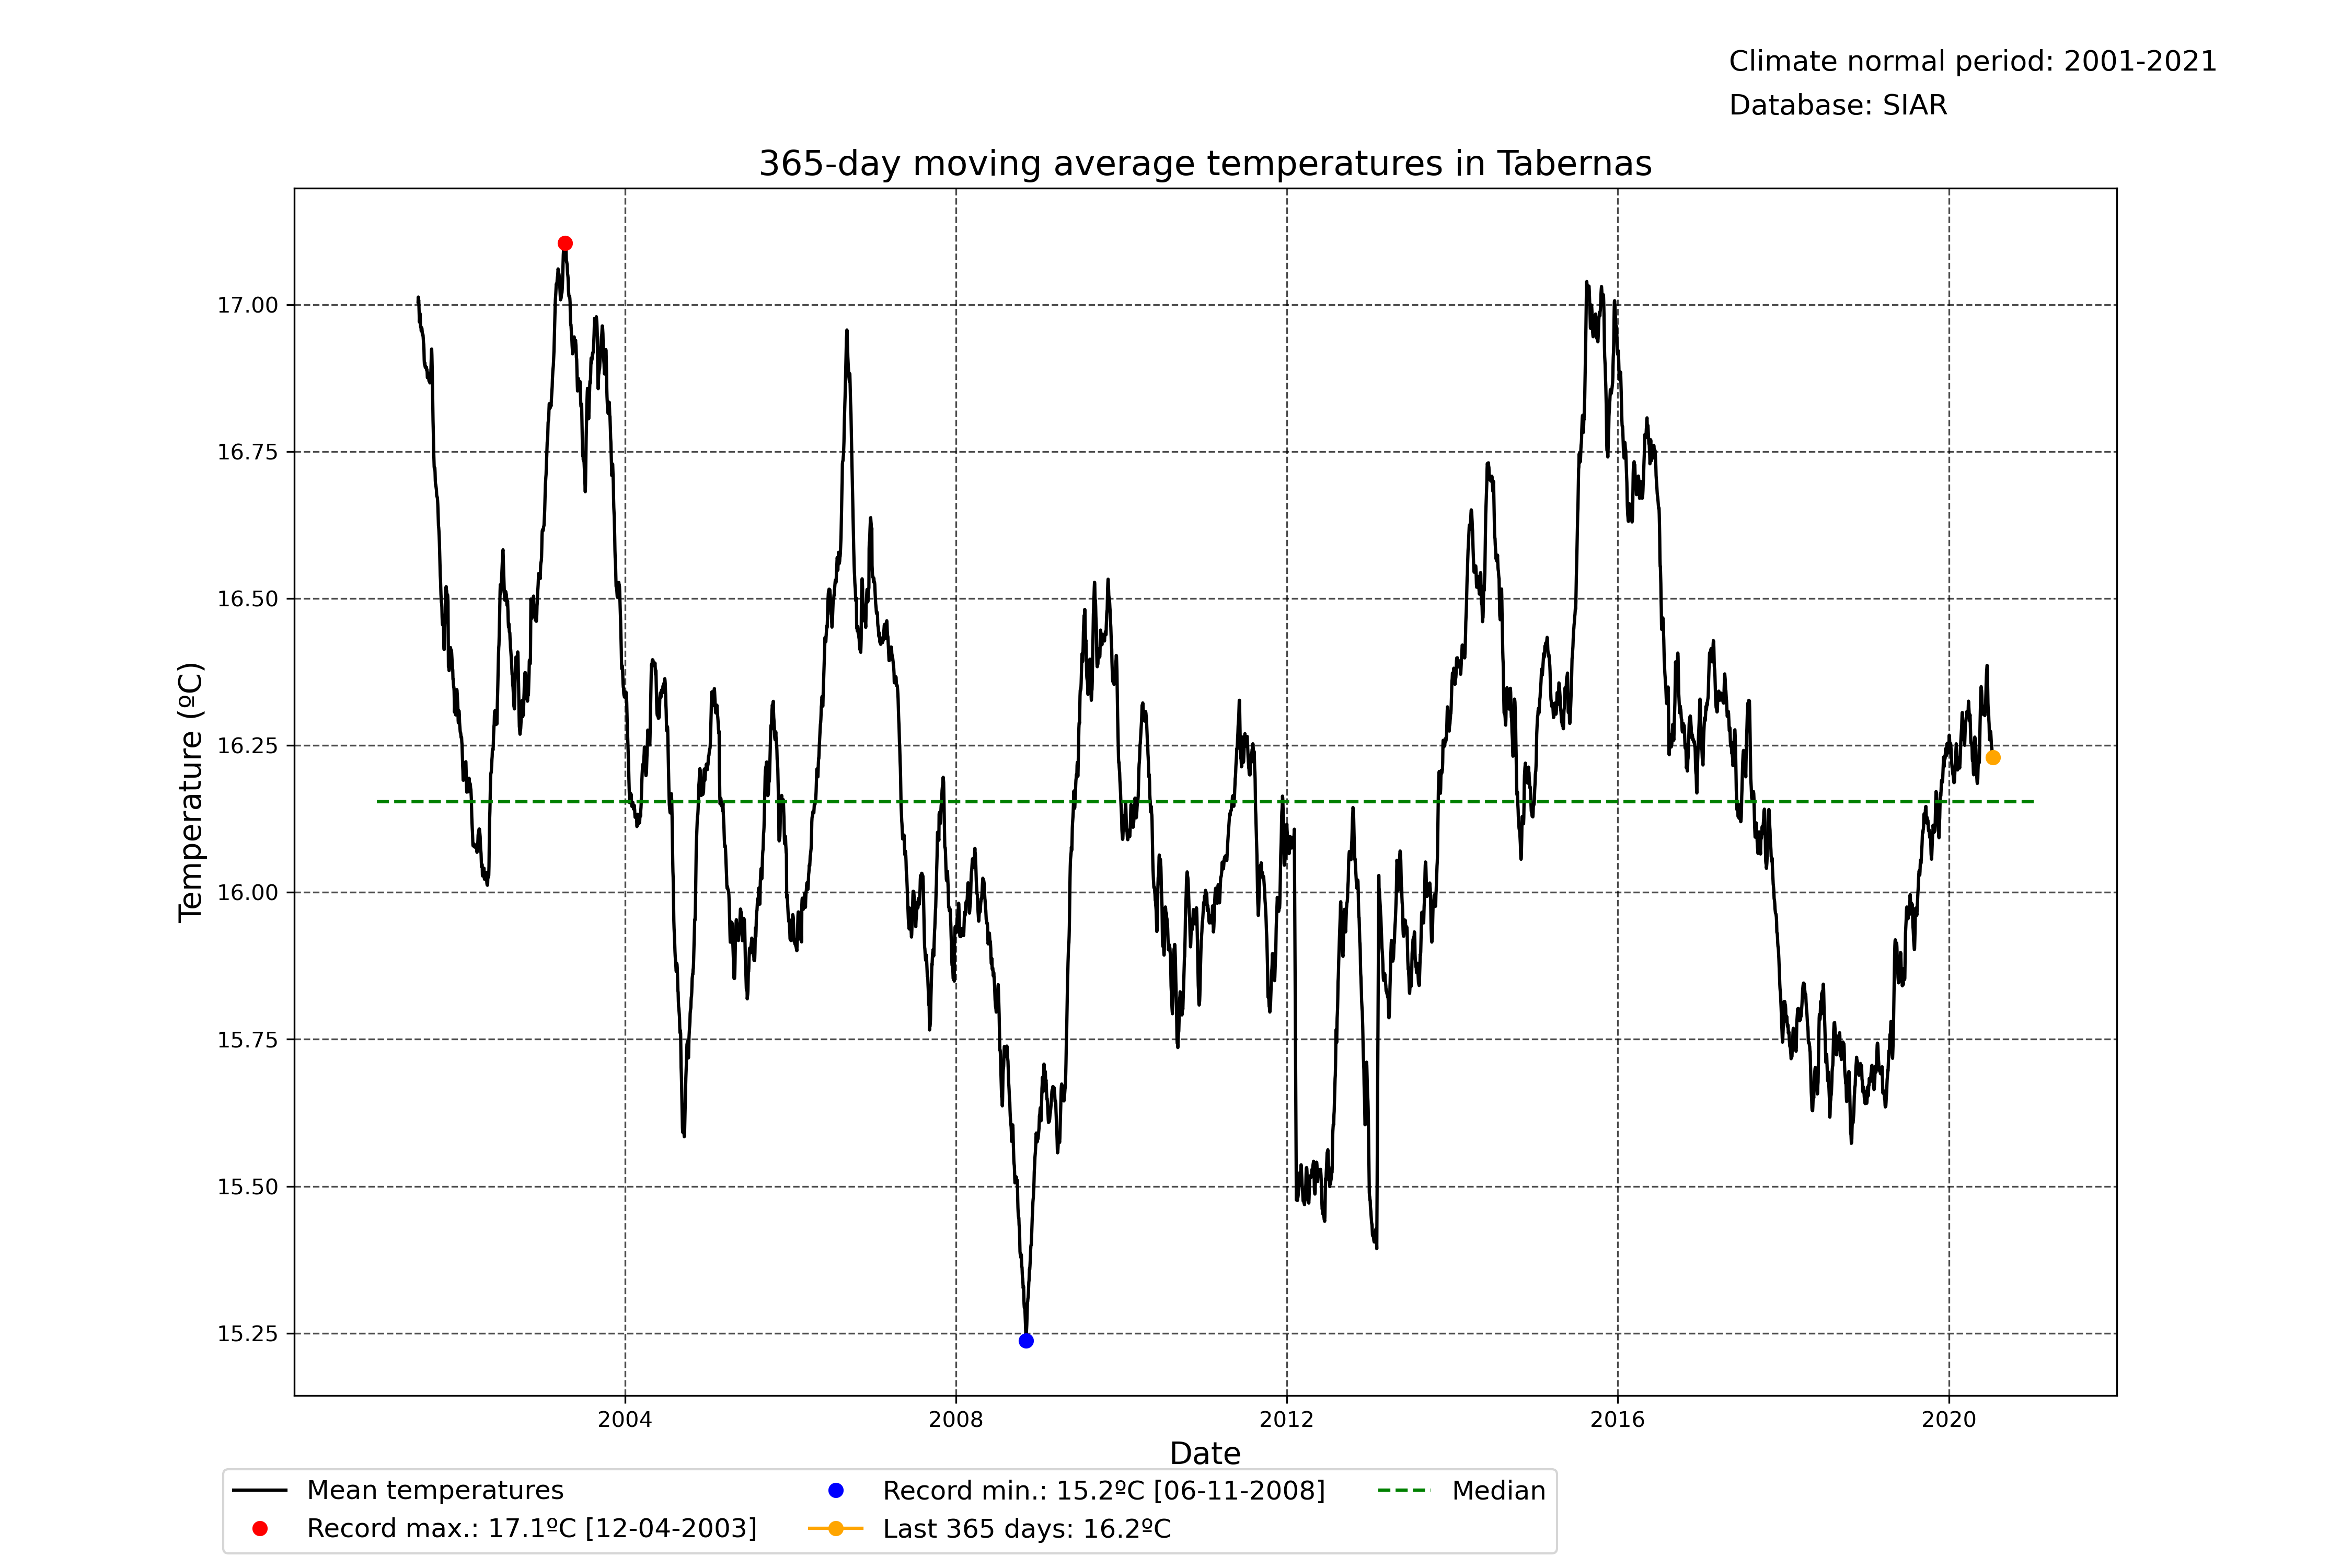 Climate normal period: 2001-2021
Database: SIAR
365-day moving average temperatures in Tabernas
Temperature (ºC)
17.00
16.75
16.50
16.25
16.00
15.75
15.50
15.25
2004
2008
2012
2016
2020
Date
Mean temperatures
Record max.: 17.1ºC [12-04-2003]
Record min.: 15.2ºC [06-11-2008]
Last 365 days: 16.2ºC
Median